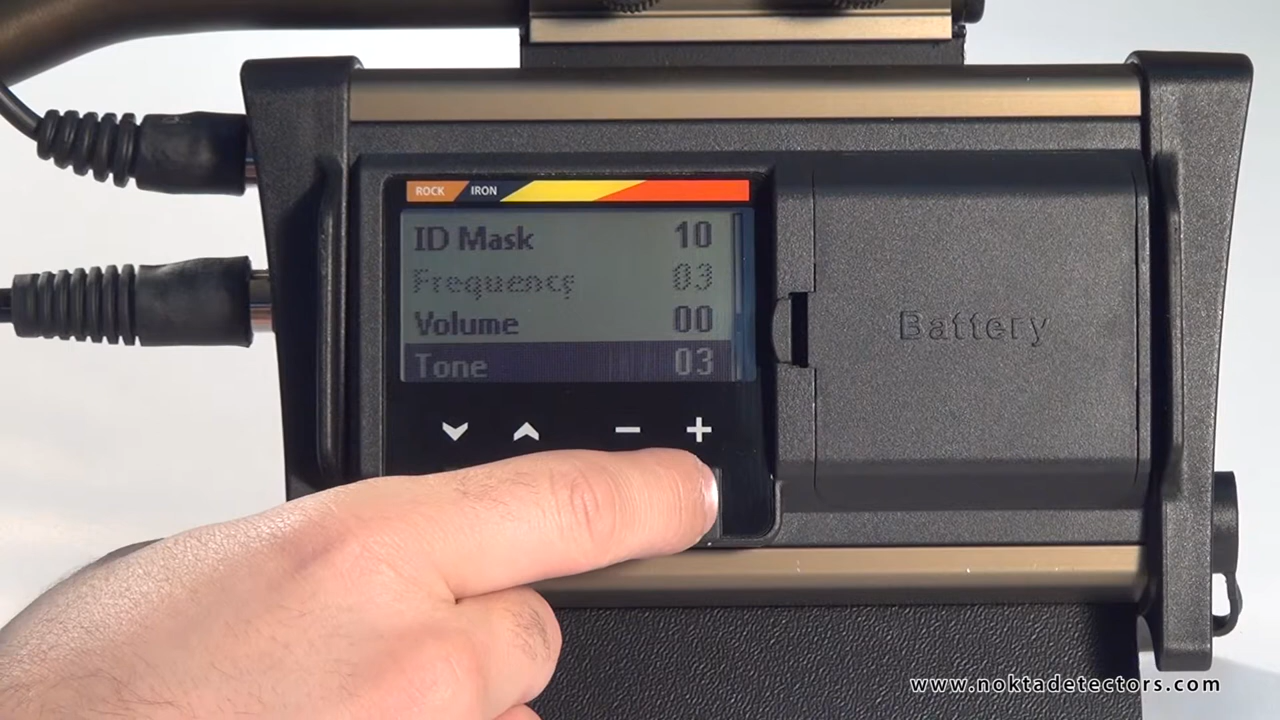 ROCK IRON
ID Mask 10
Frequency 03
Volume 00
Tone 03
Battery
www.noktadetectors.com